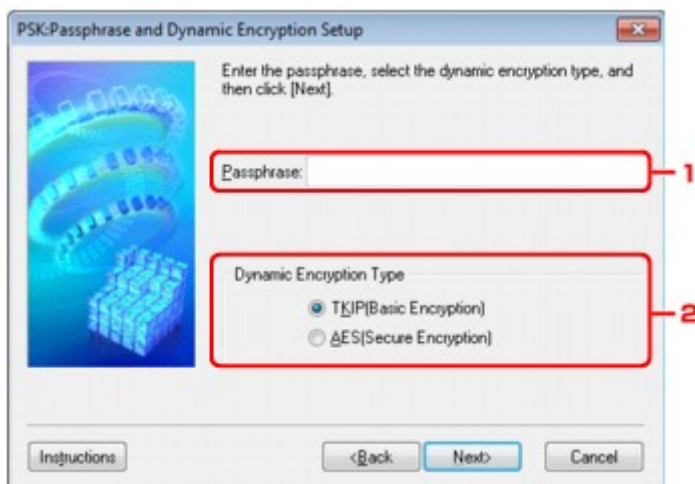 PSK:Passphrase and Dynamic Encryption Setup
Enter the passphrase, select the dynamic encryption type, and
then click [Next].
Passphrase:
1
Dynamic Encryption Type
TKIP(Basic Encryption)
AES(Secure Encryption)
2
Instructions
<Back
Next>
Cancel